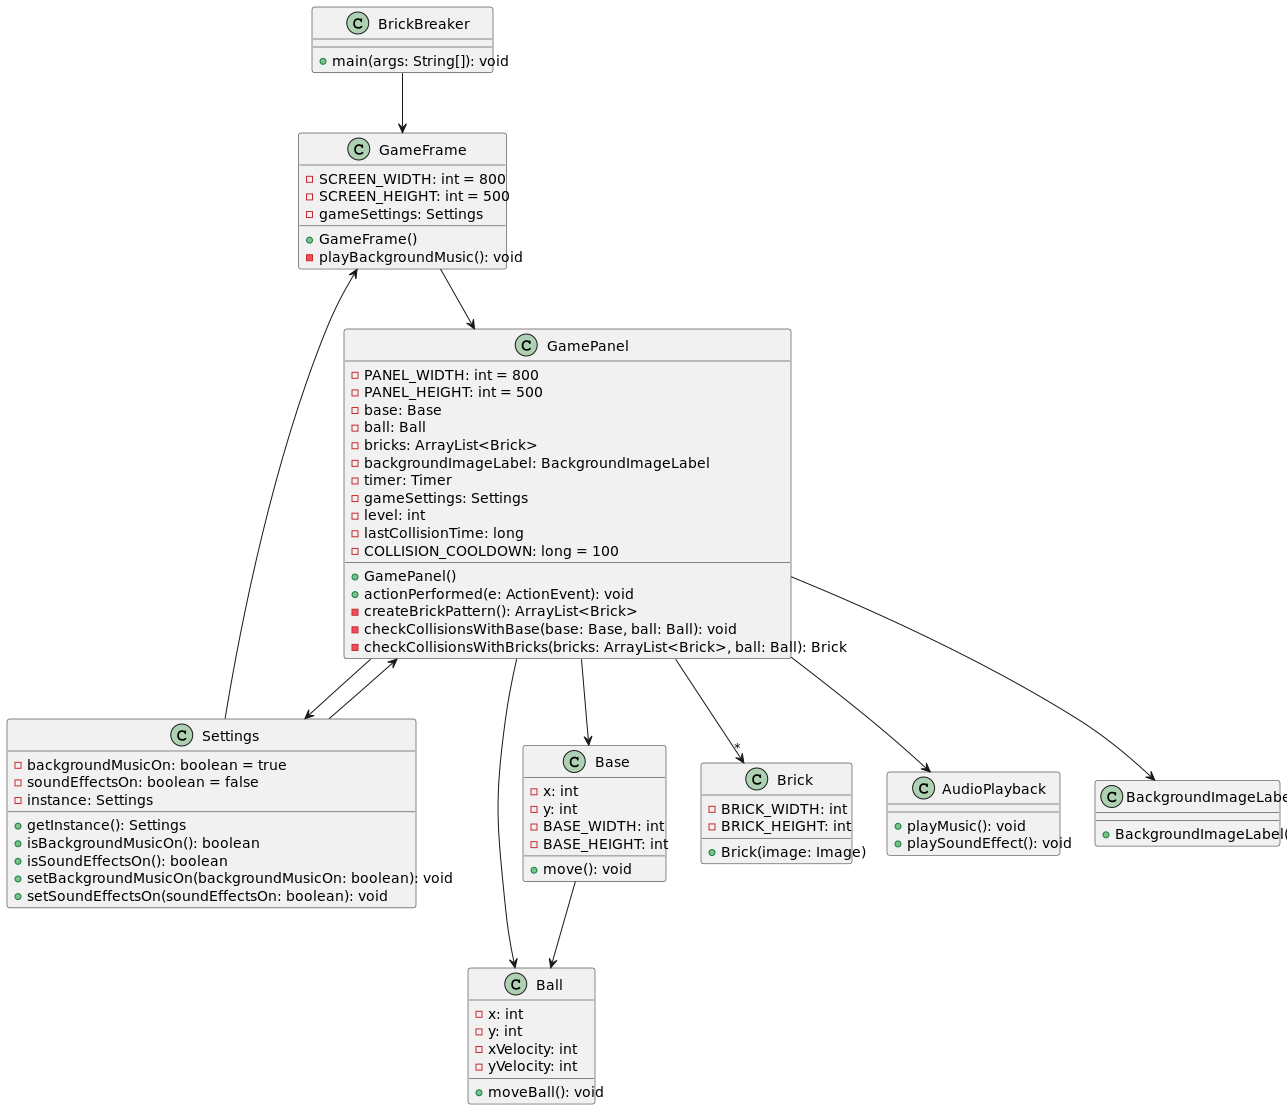 C BrickBreaker
main(args: String[]): void
C GameFrame
SCREEN_WIDTH: int = 800
SCREEN_HEIGHT: int = 500
gameSettings: Settings
GameFrame()
playBackgroundMusic(): void
C GamePanel
PANEL_WIDTH: int = 800
PANEL_HEIGHT: int = 500
base: Base
ball: Ball
bricks: ArrayList<Brick>
backgroundImageLabel: BackgroundImageLabel
timer: Timer
gameSettings: Settings
level: int
lastCollisionTime: long
COLLISION_COOLDOWN: long = 100
GamePanel()
actionPerformed(e: ActionEvent): void
createBrickPattern(): ArrayList<Brick>
checkCollisionsWithBase(base: Base, ball: Ball): void
checkCollisionsWithBricks(bricks: ArrayList<Brick>, ball: Ball): Brick
C Settings
backgroundMusicOn: boolean = true
soundEffectsOn: boolean = false
instance: Settings
getInstance(): Settings
isBackgroundMusicOn(): boolean
isSoundEffectsOn(): boolean
setBackgroundMusicOn(backgroundMusicOn: boolean): void
setSoundEffectsOn(soundEffectsOn: boolean): void
C Base
x: int
y: int
BASE_WIDTH: int
BASE_HEIGHT: int
move(): void
*
C Brick
BRICK_WIDTH: int
BRICK_HEIGHT: int
Brick(image: Image)
C AudioPlayback
playMusic(): void
playSoundEffect(): void
C BackgroundImageLabe
BackgroundImageLabel(
C Ball
x: int
y: int
xVelocity: int
yVelocity: int
moveBall(): void